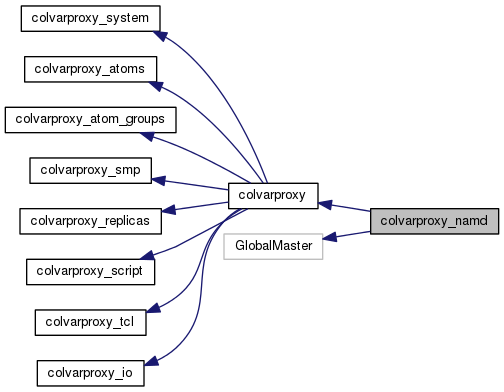 colvarproxy_system
colvarproxy_atoms
colvarproxy_atom_groups
colvarproxy_smp
colvarproxy
colvarproxy_replicas
colvarproxy_namd
GlobalMaster
colvarproxy_script
colvarproxy_tcl
colvarproxy_io